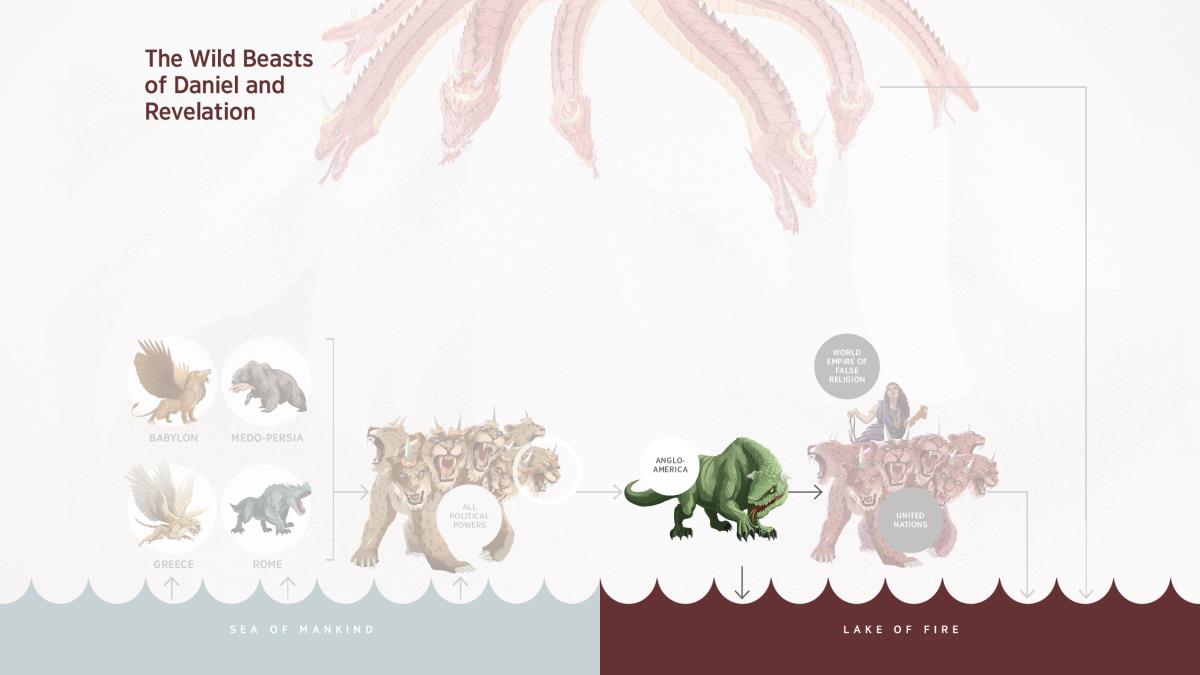 The Wild Beasts
of Daniel and
Revelation
WORLD
EMPIRE OF
FALSE
RELIGION
BABYLON
MEDO-PERSIA
ANGLO-
AMERICA
ALL
POLITICAL
POWERS
UNITED
NATIONS
GREECE
ROME
SEA OF MANKIND
LAKE OF FIRE